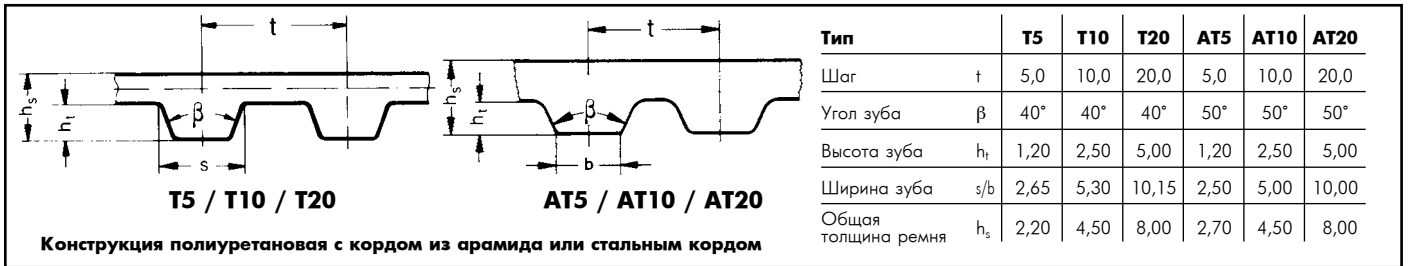 t
hₛ
hₜ
β
s
T5 / T10 / T20
t
hₛ
hₜ
β
b
AT5 / AT10 / AT20
Конструкция полиуретановая с кордом из арамида или стальным кордом
Тип T5 T10 T20 AT5 AT10 AT20
Шаг t 5,0 10,0 20,0 5,0 10,0 20,0
Угол зуба β 40° 40° 40° 50° 50° 50°
Высота зуба hₜ 1,20 2,50 5,00 1,20 2,50 5,00
Ширина зуба s/b 2,65 5,30 10,15 2,50 5,00 10,00
Общая
толщина ремня hₛ 2,20 4,50 8,00 2,70 4,50 8,00